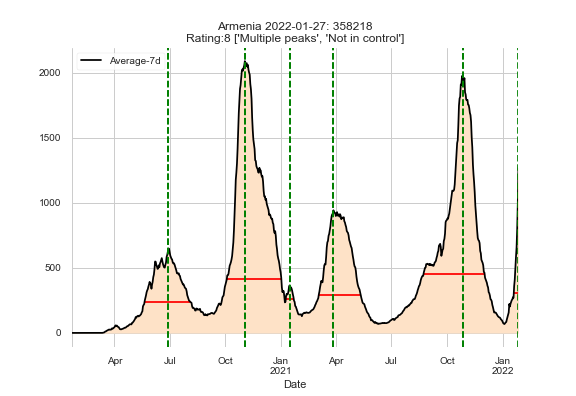 Armenia 2022-01-27: 358218
Rating:8 ['Multiple peaks', 'Not in control']
Average-7d
2000
1500
1000
500
0
Apr
Jul
Oct
Jan
2021
Apr
Jul
Oct
Jan
2022
Date